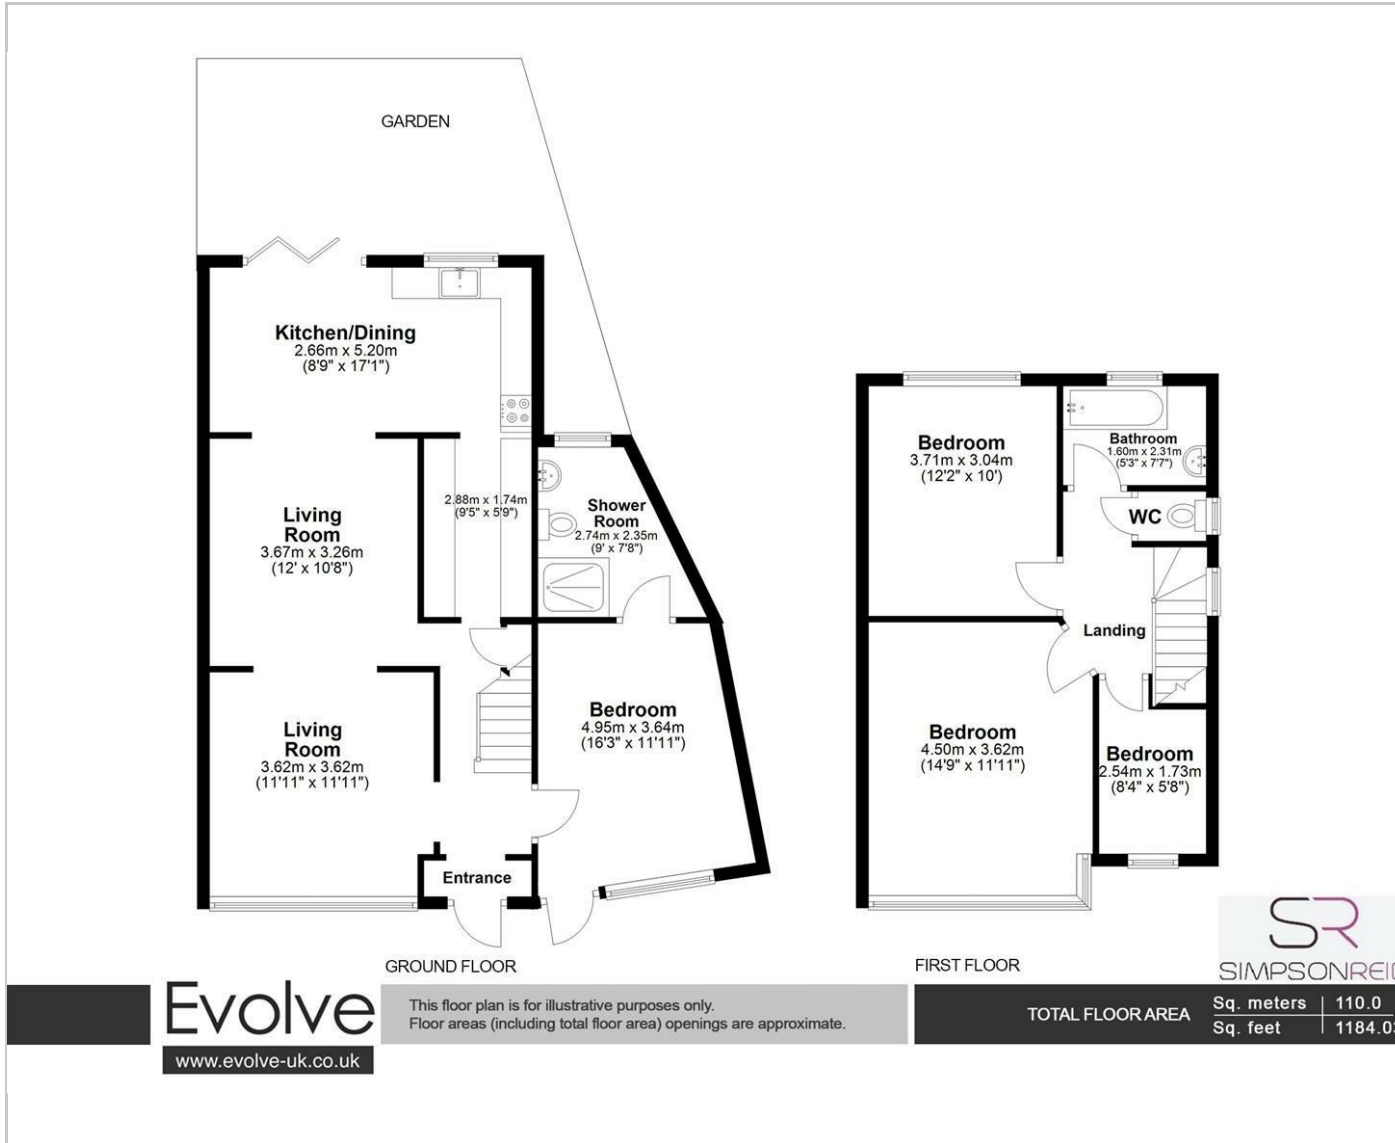 GARDEN
Kitchen/Dining
2.66m x 5.20m
(8'9" x 17'1")
2.88m x 1.74m
(9'5" x 5'9")
Living
Room
3.67m x 3.26m
(12' x 10'8")
Shower
Room
2.74m x 2.35m
(9' x 7'8")
Living
Room
3.62m x 3.62m
(11'11" x 11'11")
Bedroom
4.95m x 3.64m
(16'3" x 11'11")
Entrance
GROUND FLOOR
Bedroom
3.71m x 3.04m
(12'2" x 10')
Bathroom
1.60m x 2.31m
(5'3" x 7'7")
WC
Landing
Bedroom
4.50m x 3.62m
(14'9" x 11'11")
Bedroom
2.54m x 1.73m
(8'4" x 5'8")
FIRST FLOOR
SR
SIMPSONREID
Evolve
www.evolve-uk.co.uk
This floor plan is for illustrative purposes only.
Floor areas (including total floor area) openings are approximate.
TOTAL FLOOR AREA
Sq. meters | 110.0
Sq. feet | 1184.03